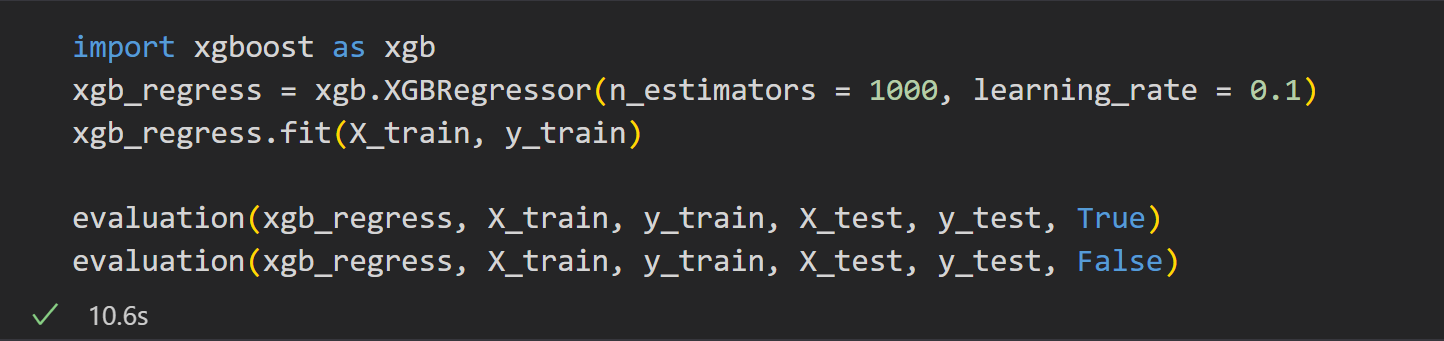 import xgboost as xgb
xgb_regress = xgb.XGBRegressor(n_estimators = 1000, learning_rate = 0.1)
xgb_regress.fit(X_train, y_train)
evaluation(xgb_regress, X_train, y_train, X_test, y_test, True)
evaluation(xgb_regress, X_train, y_train, X_test, y_test, False)
10.6s